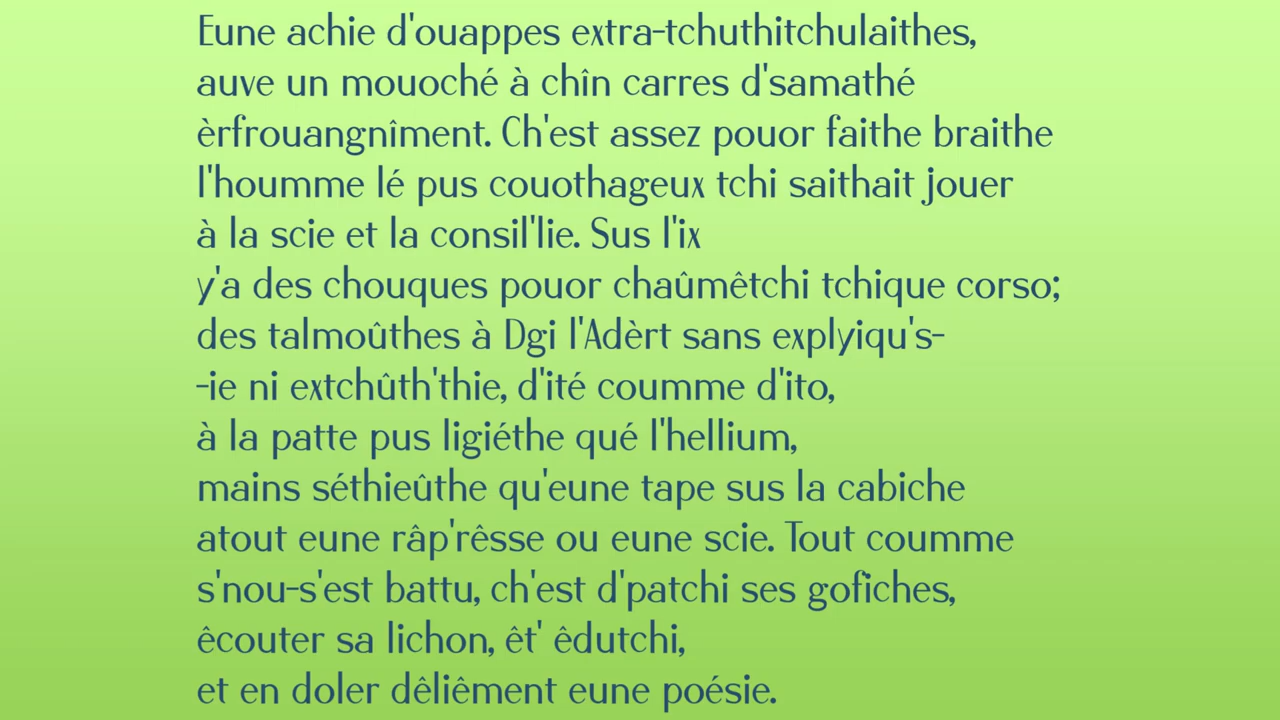 Eune achie d'ouappes extra-tchuthitchulaithes,
auve un mouoché à chîn carres d'samathé
èrfrouangnîment. Ch'est assez pouor faithe braithe
l'houmme lé pus couothageux tchi saithait jouer
à la scie et la consil'lie. Sus l'ix
y'a des chouques pouor chaûmêtchi tchique corso;
des talmoûthes à Dgi l'Adèrt sans explyiqu's-
-ie ni extchûth'thie, d'ité coumme d'ito,
à la patte pus ligiéthe qué l'hellium,
mains séthieûthe qu'eune tape sus la cabiche
atout eune râp'rêsse ou eune scie. Tout coumme
s'nou-s'est battu, ch'est d'patchi ses gofiches,
êcouter sa lichon, êt' êdutchi,
et en doler dêliêment eune poésie.